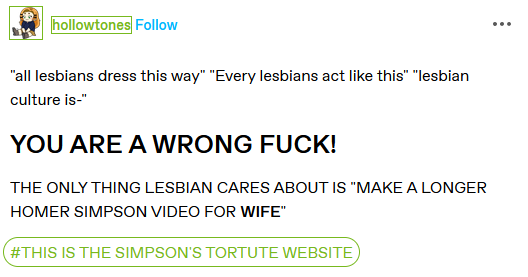 hollowtones Follow
"all lesbians dress this way" "Every lesbians act like this" "lesbian
culture is-"
YOU ARE A WRONG FUCK!
THE ONLY THING LESBIAN CARES ABOUT IS "MAKE A LONGER
HOMER SIMPSON VIDEO FOR WIFE"
#THIS IS THE SIMPSON'S TORTUTE WEBSITE